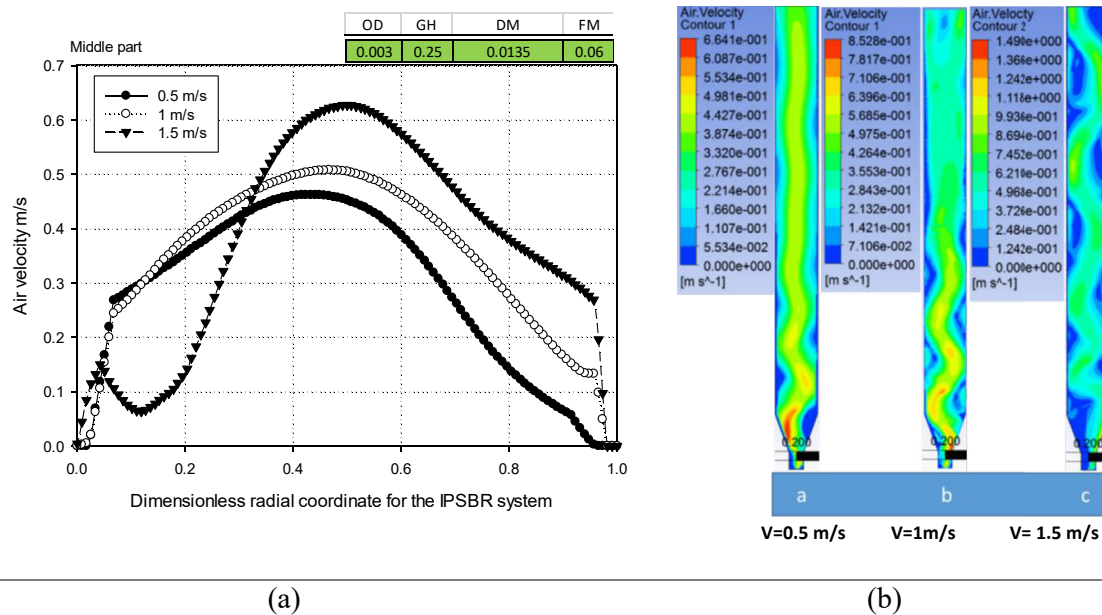 OD GH DM FM
0.003 0.25 0.0135 0.06
Middle part
0.7
0.6
0.5
0.4
0.3
0.2
0.1
0.0
Air velocity m/s
0.5 m/s
1 m/s
1.5 m/s
0.0 0.2 0.4 0.6 0.8 1.0
Dimensionless radial coordinate for the IPSBR system
(a)
Air.Velocity
Contour 1
6.641e-001
6.087e-001
5.534e-001
4.981e-001
4.427e-001
3.874e-001
3.320e-001
2.767e-001
2.214e-001
1.660e-001
1.107e-001
5.534e-002
0.000e+000
[m s^-1]
Air.Velocity
Contour 1
8.528e-001
7.817e-001
7.106e-001
6.396e-001
5.685e-001
4.975e-001
4.264e-001
3.553e-001
2.843e-001
2.132e-001
1.421e-001
7.106e-002
0.000e+000
[m s^-1]
Air.Velocity
Contour 2
1.490e+000
1.366e+000
1.242e+000
1.118e+000
9.936e-001
8.694e-001
7.452e-001
6.210e-001
4.968e-001
3.726e-001
2.484e-001
1.242e-001
0.000e+000
[m s^-1]
0.200 0.200 0.200
a b c
V=0.5 m/s V=1m/s V= 1.5 m/s
(b)